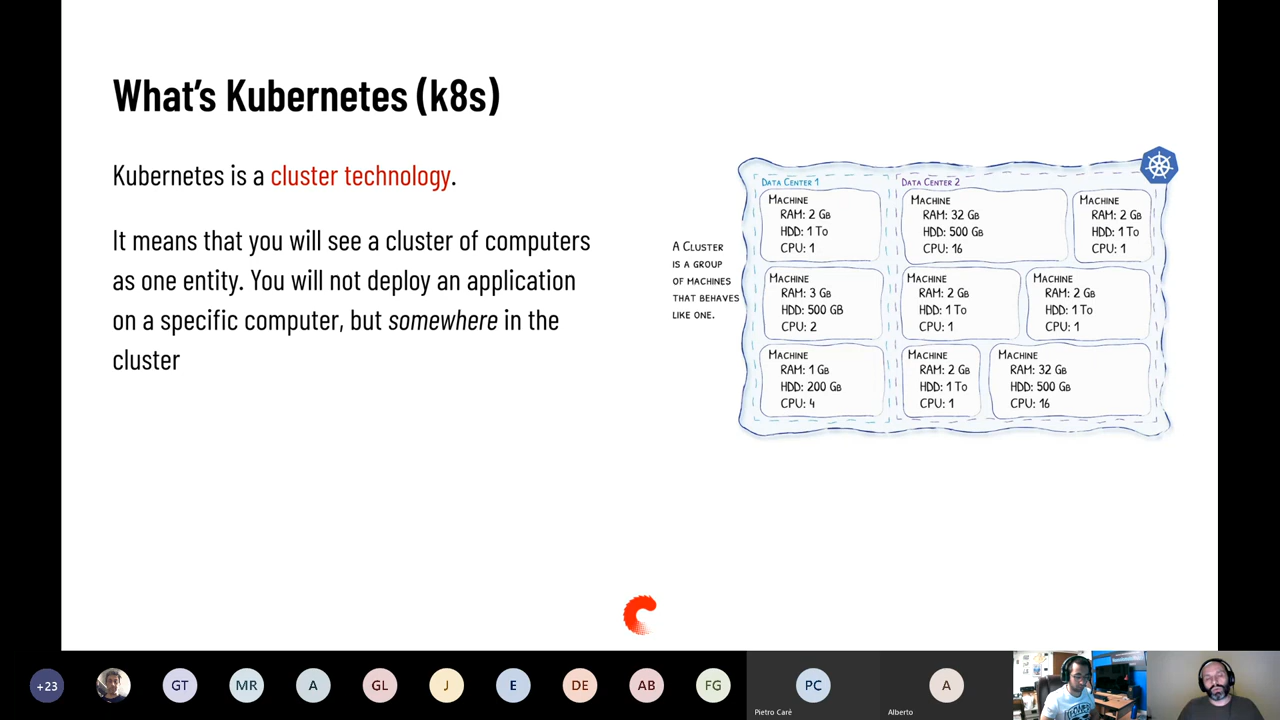 What's Kubernetes (k8s)
Kubernetes is a cluster technology.
It means that you will see a cluster of computers
as one entity. You will not deploy an application
on a specific computer, but somewhere in the
cluster
A Cluster
is a group
of machines
that behaves
like one.
Data Center 1
Machine
RAM: 2 Gb
HDD: 1 To
CPU: 1
Machine
RAM: 3 Gb
HDD: 500 GB
CPU: 2
Machine
RAM: 1 Gb
HDD: 200 Gb
CPU: 4
Data Center 2
Machine
RAM: 32 Gb
HDD: 500 Gb
CPU: 16
Machine
RAM: 2 Gb
HDD: 1 To
CPU: 1
Machine
RAM: 2 Gb
HDD: 1 To
CPU: 1
Machine
RAM: 2 Gb
HDD: 1 To
CPU: 1
Machine
RAM: 2 Gb
HDD: 1 To
CPU: 1
Machine
RAM: 32 Gb
HDD: 500 Gb
CPU: 16
+23
GT
MR
A
GL
J
E
DE
AB
FG
PC
Pietro Carè
A
Alberto